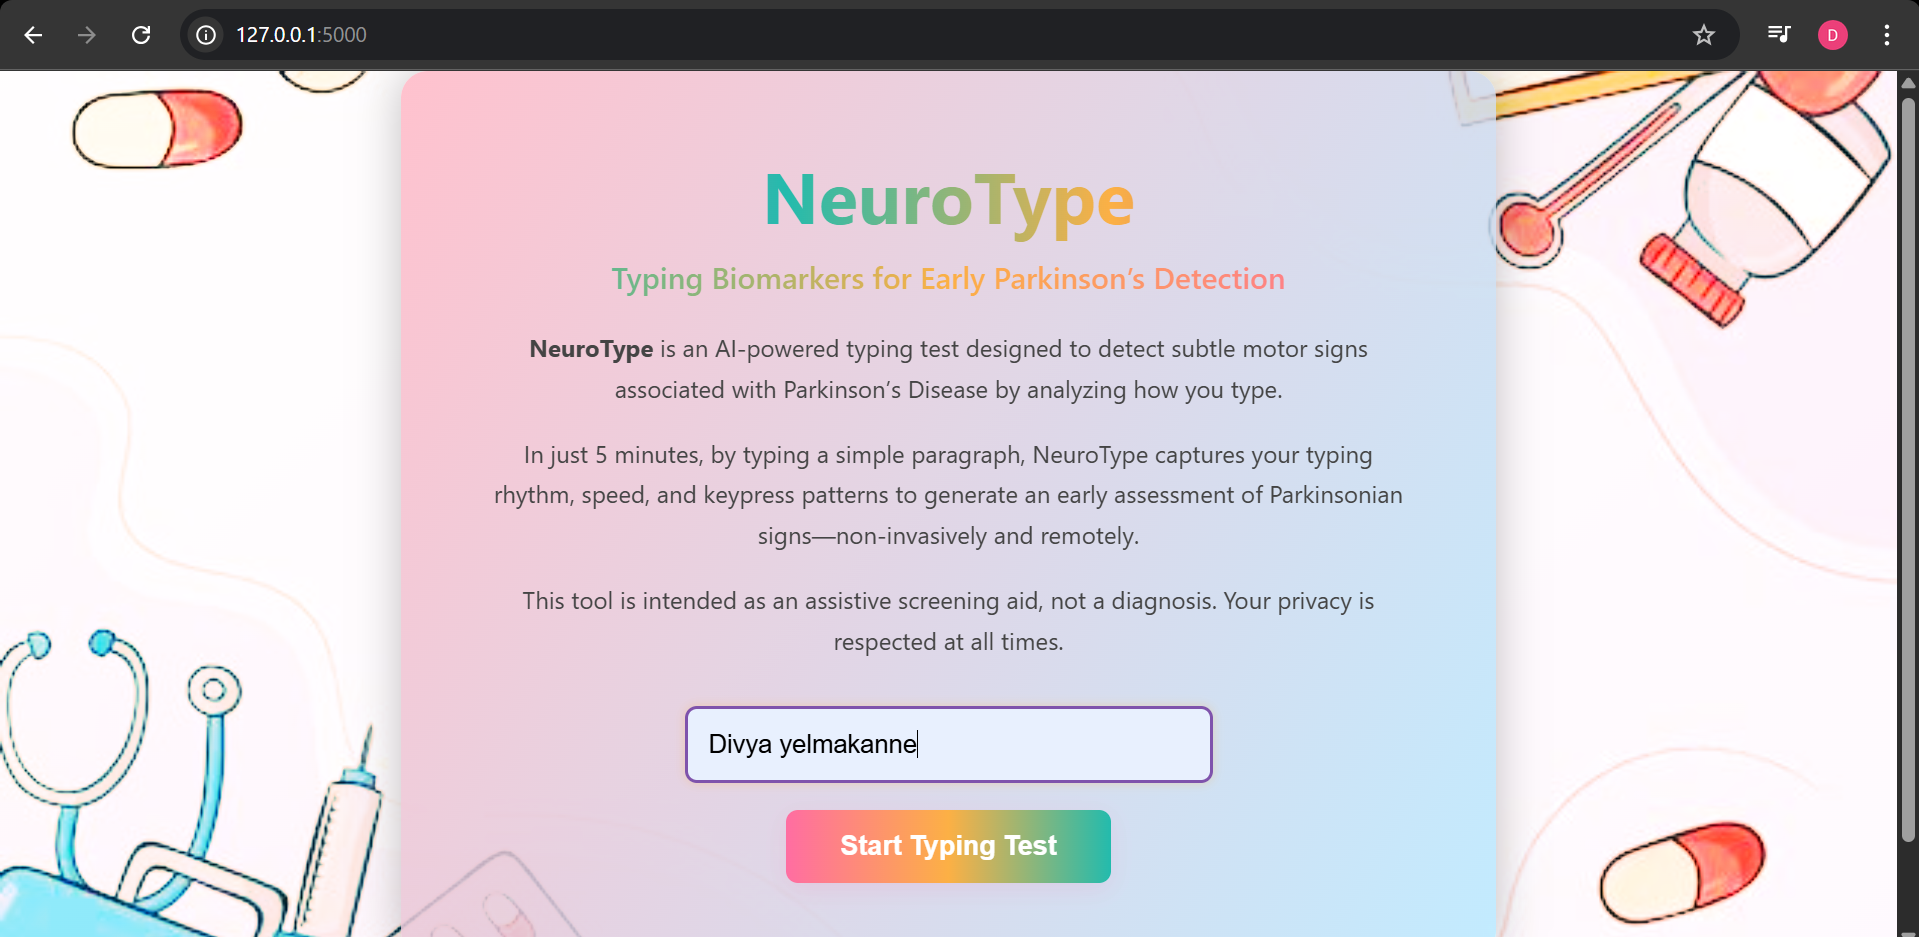 127.0.0.1:5000
D
NeuroType
Typing Biomarkers for Early Parkinson’s Detection
NeuroType is an AI-powered typing test designed to detect subtle motor signs
associated with Parkinson’s Disease by analyzing how you type.
In just 5 minutes, by typing a simple paragraph, NeuroType captures your typing
rhythm, speed, and keypress patterns to generate an early assessment of Parkinsonian
signs—non-invasively and remotely.
This tool is intended as an assistive screening aid, not a diagnosis. Your privacy is
respected at all times.
Divya yelmakanne
Start Typing Test